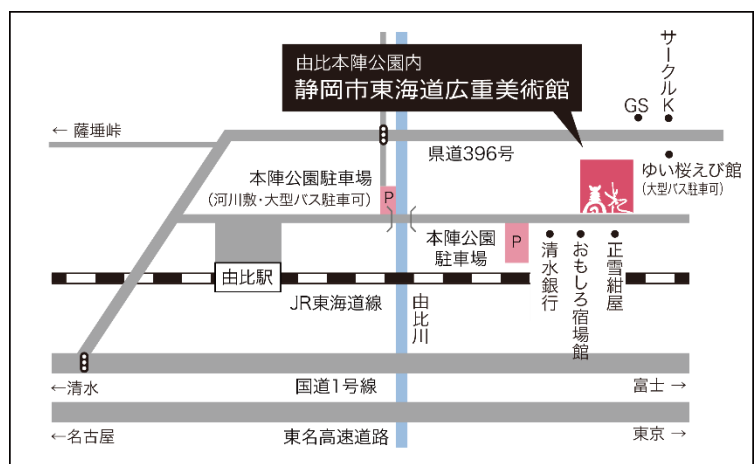 由比本陣公園内
静岡市東海道広重美術館
サークルK
GS
← 薩埵峠
県道396号
ゆい桜えび館
(大型バス駐車可)
本陣公園駐車場
(河川敷・大型バス駐車可)
P
本陣公園
駐車場
P
清水銀行
おもしろ宿場館
正雪紺屋
由比駅
JR東海道線
由比川
←清水
国道1号線
富士→
←名古屋
東名高速道路
東京→